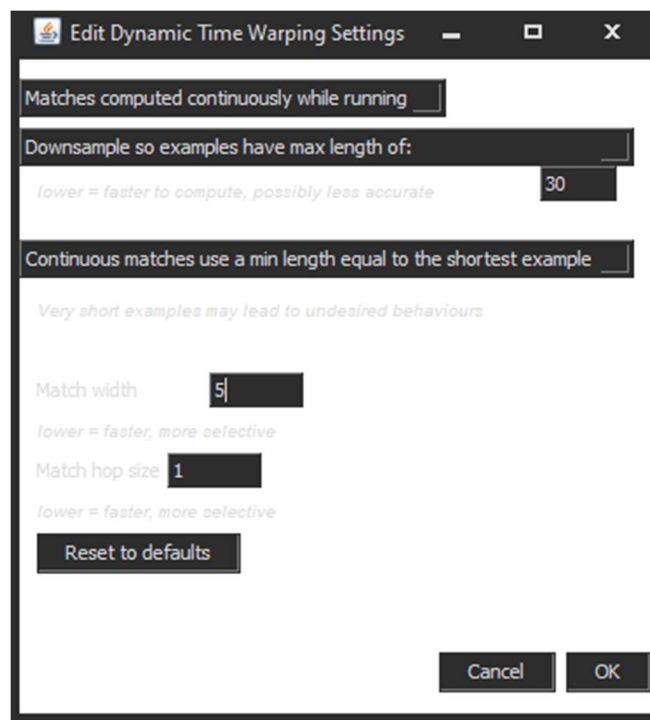 Edit Dynamic Time Warping Settings
Matches computed continuously while running
Downsample so examples have max length of:
lower = faster to compute, possibly less accurate
30
Continuous matches use a min length equal to the shortest example
Very short examples may lead to undesired behaviours
Match width 5
lower = faster, more selective
Match hop size 1
lower = faster, more selective
Reset to defaults
Cancel OK